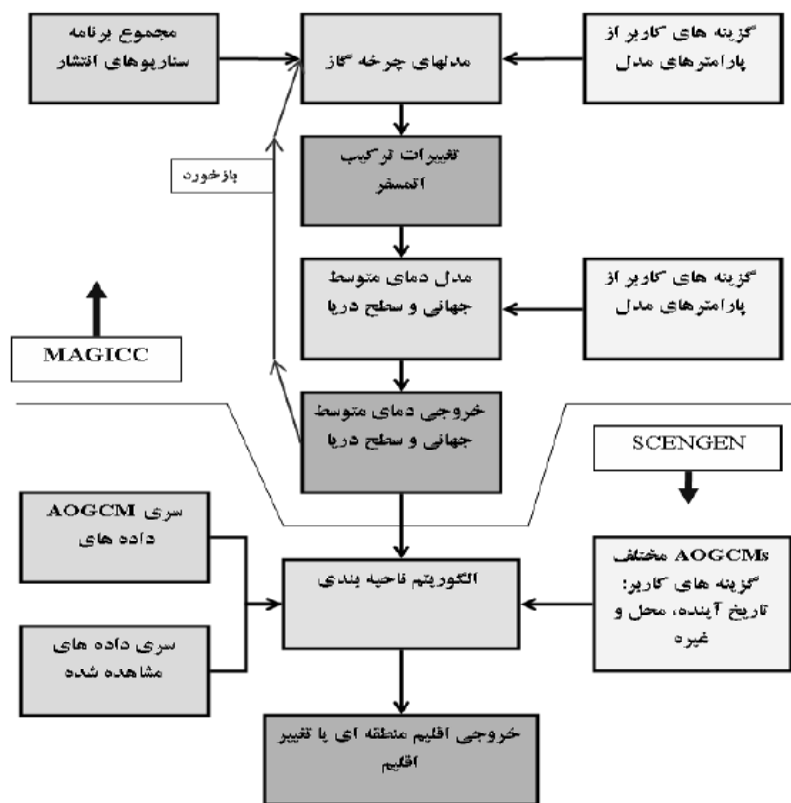 مجموع برنامه
سناریوهای انتشار
مدلهای چرخه گاز
گزینه های کاربر از
پارامترهای مدل
تغییرات ترکیب
اتمسفر
بازخورد
مدل دمای متوسط
جهانی و سطح دریا
گزینه های کاربر از
پارامترهای مدل
MAGICC
خروجی دمای متوسط
جهانی و سطح دریا
SCENGEN
سری AOGCM
داده های
الگوریتم ناحیه بندی
AOGCMs مختلف
گزینه های کاربر:
تاریخ آینده، محل و
غیره
سری داده های
مشاهده شده
خروجی اقلیم منطقه ای یا تغییر
اقلیم